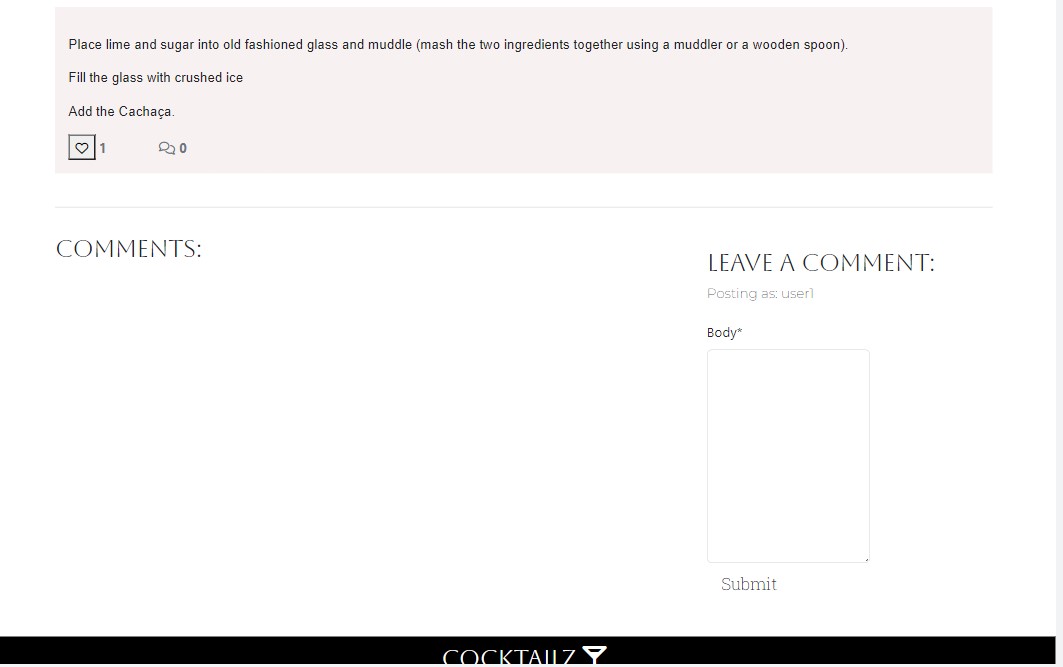 Place lime and sugar into old fashioned glass and muddle (mash the two ingredients together using a muddler or a wooden spoon).
Fill the glass with crushed ice
Add the Cachaça.
1 0
COMMENTS:
LEAVE A COMMENT:
Posting as: user1
Body*
Submit
COCKTAILZ